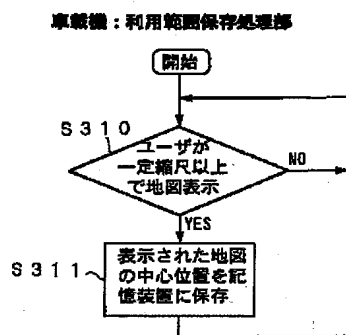 車載機:利用範囲保存処理部
開始
S310
ユーザが
一定縮尺以上
で地図表示
NO
YES
S311
表示された地図
の中心位置を記
憶装置に保存